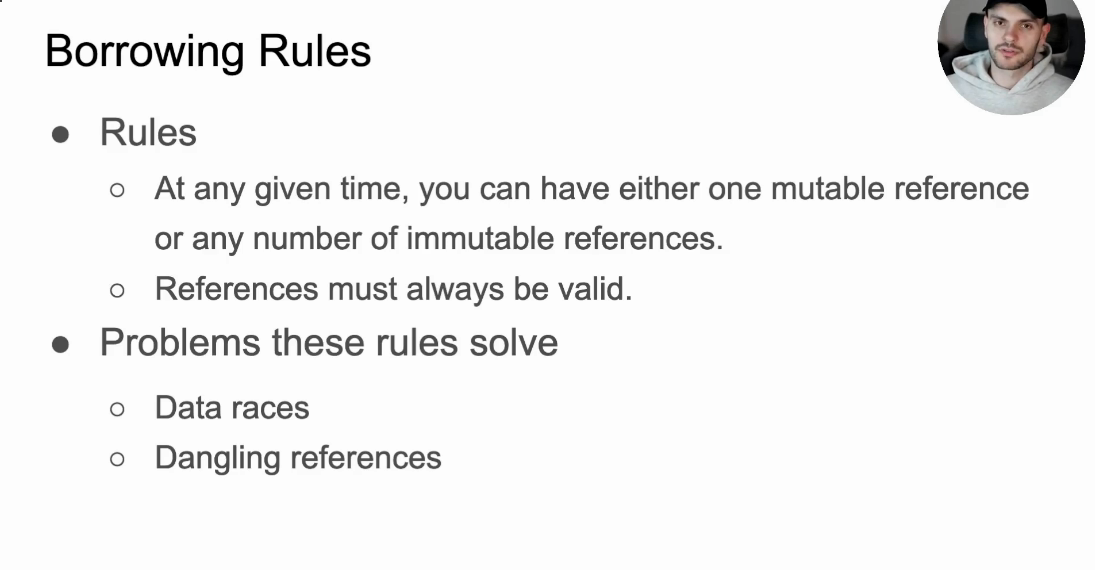 Borrowing Rules
● Rules
○ At any given time, you can have either one mutable reference
or any number of immutable references.
○ References must always be valid.
● Problems these rules solve
○ Data races
○ Dangling references